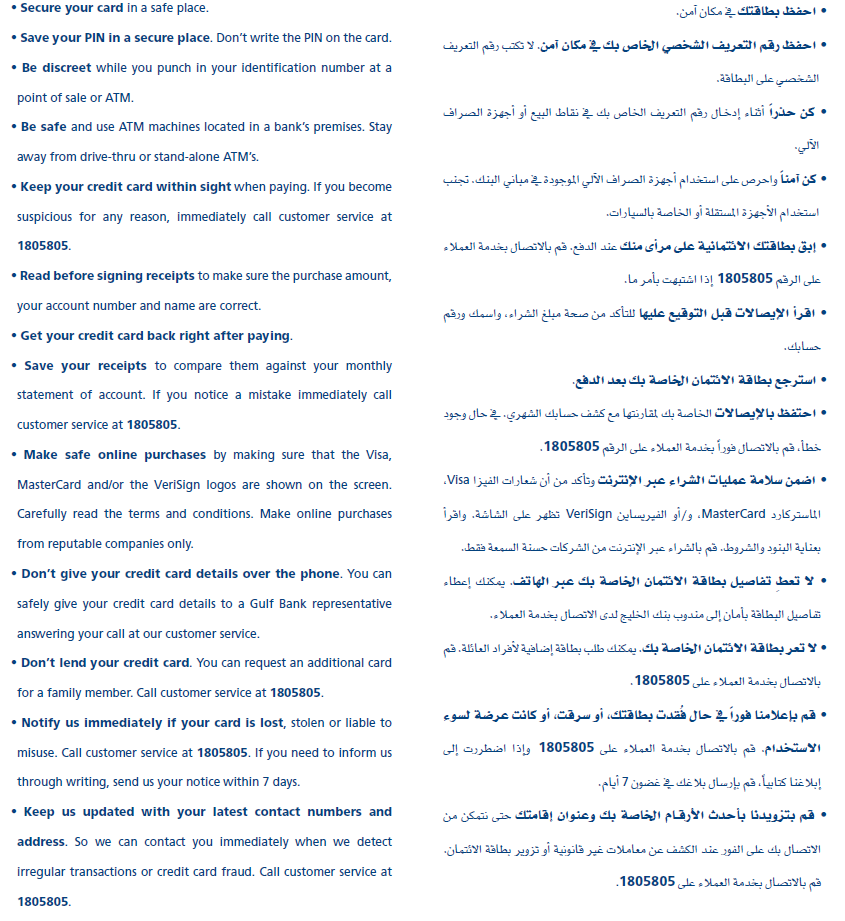 • Secure your card in a safe place.
• Save your PIN in a secure place. Don’t write the PIN on the card.
• Be discreet while you punch in your identification number at a
point of sale or ATM.
• Be safe and use ATM machines located in a bank’s premises. Stay
away from drive-thru or stand-alone ATM’s.
• Keep your credit card within sight when paying. If you become
suspicious for any reason, immediately call customer service at
1805805.
• Read before signing receipts to make sure the purchase amount,
your account number and name are correct.
• Get your credit card back right after paying.
• Save your receipts to compare them against your monthly
statement of account. If you notice a mistake immediately call
customer service at 1805805.
• Make safe online purchases by making sure that the Visa,
MasterCard and/or the VeriSign logos are shown on the screen.
Carefully read the terms and conditions. Make online purchases
from reputable companies only.
• Don’t give your credit card details over the phone. You can
safely give your credit card details to a Gulf Bank representative
answering your call at our customer service.
• Don’t lend your credit card. You can request an additional card
for a family member. Call customer service at 1805805.
• Notify us immediately if your card is lost, stolen or liable to
misuse. Call customer service at 1805805. If you need to inform us
through writing, send us your notice within 7 days.
• Keep us updated with your latest contact numbers and
address. So we can contact you immediately when we detect
irregular transactions or credit card fraud. Call customer service at
1805805.
• احفظ بطاقتك في مكان آمن.
• احفظ رقم التعريف الشخصي الخاص بك في مكان آمن. لا تكتب رقم التعريف
الشخصي على البطاقة.
• كن حذراً أثناء إدخال رقم التعريف الخاص بك في نقاط البيع أو أجهزة الصراف
الآلي.
• كن آمناً واحرص على استخدام أجهزة الصراف الآلي الموجودة في مباني البنك. تجنب
استخدام الأجهزة المستقلة أو الخاصة بالسيارات.
• إبق بطاقتك الائتمانية على مرأى منك عند الدفع. قم بالاتصال بخدمة العملاء
على الرقم 1805805 إذا اشتبهت بأمر ما.
• اقرأ الإيصالات قبل التوقيع عليها للتأكد من صحة مبلغ الشراء، واسمك ورقم
حسابك.
• استرجع بطاقة الائتمان الخاصة بك بعد الدفع.
• احتفظ بالإيصالات الخاصة بك لمقارنتها مع كشف حسابك الشهري. في حال وجود
خطأ، قم بالاتصال فوراً بخدمة العملاء على الرقم 1805805.
• اضمن سلامة عمليات الشراء عبر الإنترنت وتأكد من أن شعارات الفيزا Visa،
الماستركارد MasterCard، و/أو الفيريساين VeriSign تظهر على الشاشة. واقرأ
بعناية البنود والشروط. قم بالشراء عبر الإنترنت من الشركات حسنة السمعة فقط.
• لا تعطِ تفاصيل بطاقة الائتمان الخاصة بك عبر الهاتف. يمكنك إعطاء
تفاصيل البطاقة بأمان إلى مندوب بنك الخليج لدى الاتصال بخدمة العملاء.
• لا تعر بطاقة الائتمان الخاصة بك. يمكنك طلب بطاقة إضافية لأفراد العائلة. قم
بالاتصال بخدمة العملاء على 1805805.
• قم بإعلامنا فوراً في حال فُقدت بطاقتك، أو سرقت، أو كانت عرضة لسوء
الاستخدام. قم بالاتصال بخدمة العملاء على 1805805 وإذا اضطررت إلى
إبلاغنا كتابياً، قم بإرسال بلاغك في غضون 7 أيام.
• قم بتزويدنا بأحدث الأرقام الخاصة بك وعنوان إقامتك حتى نتمكن من
الاتصال بك على الفور عند الكشف عن معاملات غير قانونية أو تزوير بطاقة الائتمان.
قم بالاتصال بخدمة العملاء على 1805805.